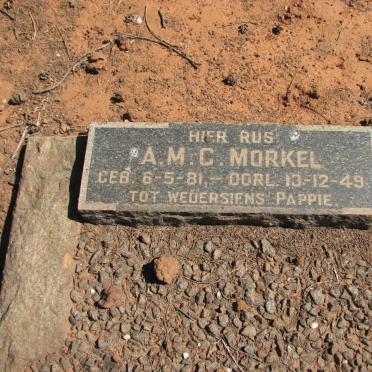 HIER RUS
A.M.C. MORKEL
GEB. 6-5-81,— OORL. 13-12-49
TOT WEDERSIENS PAPPIE.